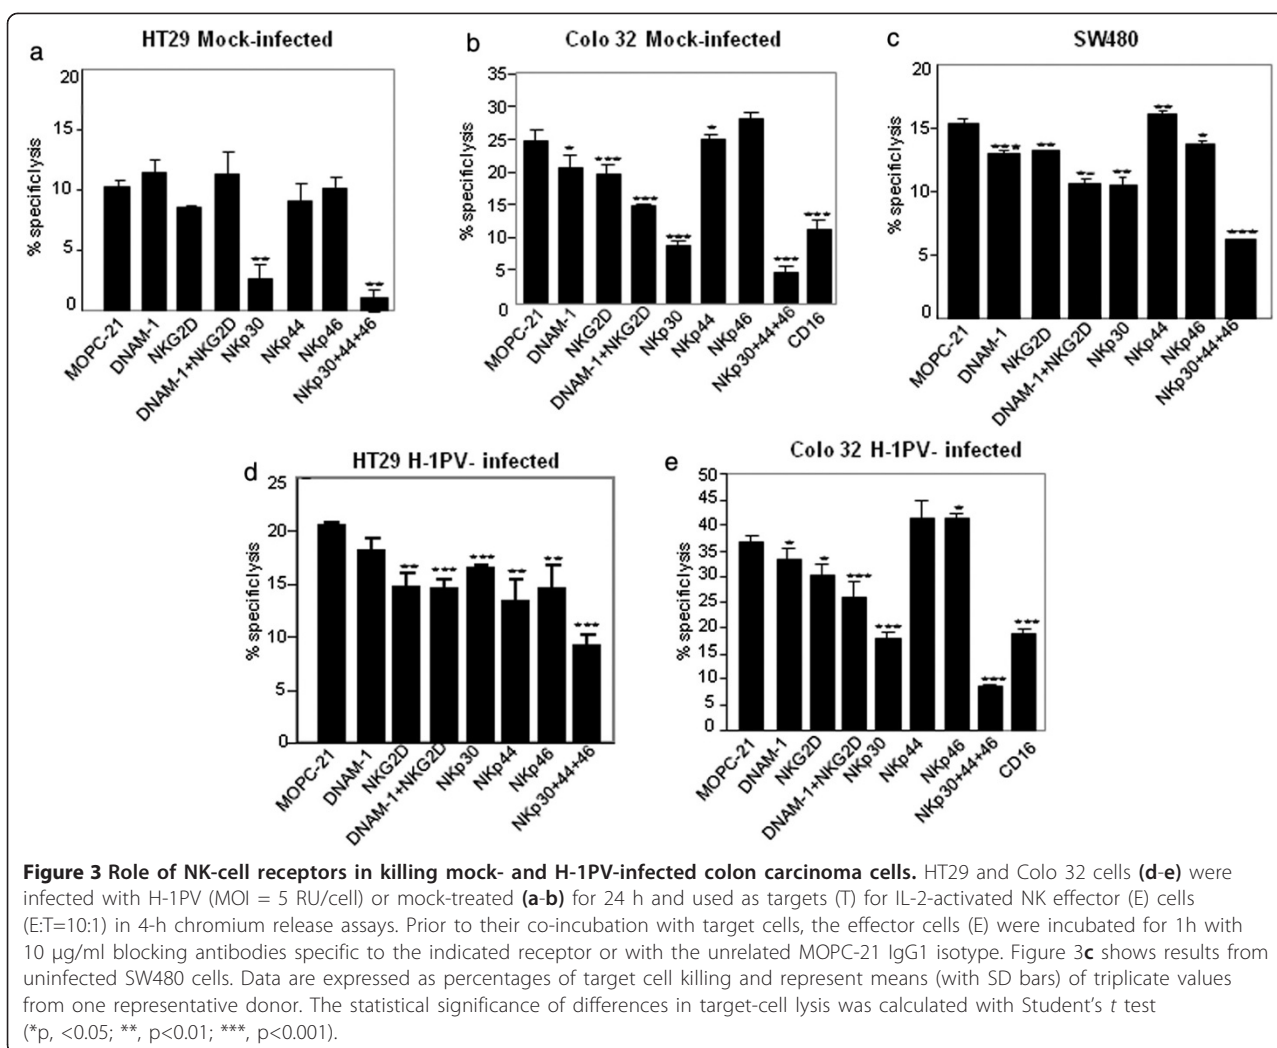 a
HT29 Mock-infected
% specificlysis
20
15
10
5
0
MOPC-21
DNAM-1
NKG2D
DNAM-1+NKG2D
NKp30
NKp44
NKp46
NKp30+44+46
**
**
b
Colo 32 Mock-infected
% specificlysis
35
30
25
20
15
10
5
0
MOPC-21
DNAM-1
NKG2D
DNAM-1+NKG2D
NKp30
NKp44
NKp46
NKp30+44+46
CD16
*
***
***
***
*
***
***
c
SW480
% specificlysis
20
15
10
5
0
MOPC-21
DNAM-1
NKG2D
DNAM-1+NKG2D
NKp30
NKp44
NKp46
NKp30+44+46
***
**
**
**
**
*
***
d
HT29 H-1PV- infected
% specificlysis
25
20
15
10
5
0
MOPC-21
DNAM-1
NKG2D
DNAM-1+NKG2D
NKp30
NKp44
NKp46
NKp30+44+46
**
***
***
**
**
***
e
Colo 32 H-1PV- infected
% specificlysis
50
45
40
35
30
25
20
15
10
5
0
MOPC-21
DNAM-1
NKG2D
DNAM-1+NKG2D
NKp30
NKp44
NKp46
NKp30+44+46
CD16
*
*
***
***
*
***
***
Figure 3 Role of NK-cell receptors in killing mock- and H-1PV-infected colon carcinoma cells. HT29 and Colo 32 cells (d-e) were
infected with H-1PV (MOI = 5 RU/cell) or mock-treated (a-b) for 24 h and used as targets (T) for IL-2-activated NK effector (E) cells
(E:T=10:1) in 4-h chromium release assays. Prior to their co-incubation with target cells, the effector cells (E) were incubated for 1h with
10 μg/ml blocking antibodies specific to the indicated receptor or with the unrelated MOPC-21 IgG1 isotype. Figure 3c shows results from
uninfected SW480 cells. Data are expressed as percentages of target cell killing and represent means (with SD bars) of triplicate values
from one representative donor. The statistical significance of differences in target-cell lysis was calculated with Student's t test
(*p, <0.05; **, p<0.01; ***, p<0.001).